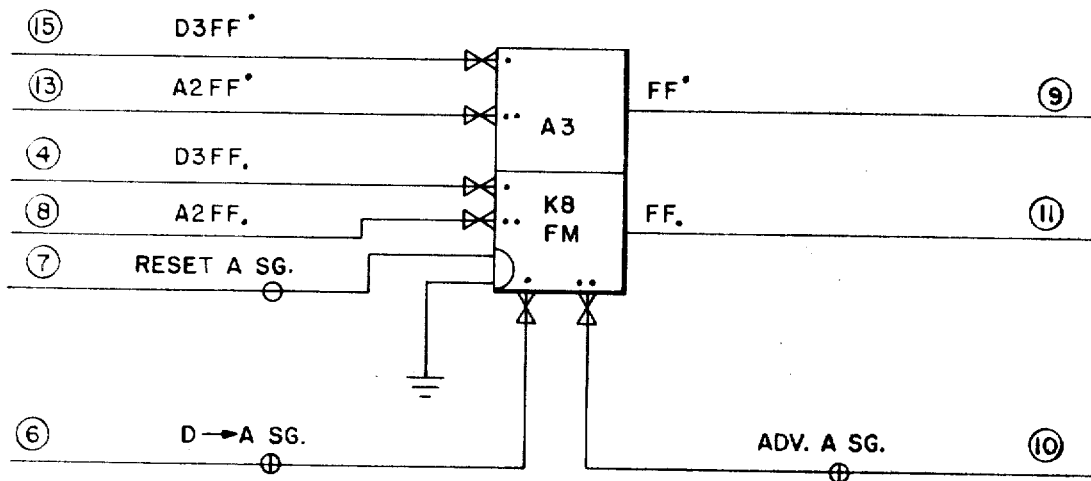 15 D3FF•
13 A2FF• FF• 9
A3
4 D3FF.
8 A2FF. K8 FF. 11
FM
7 RESET A SG.
6 D→A SG. ADV. A SG. 10